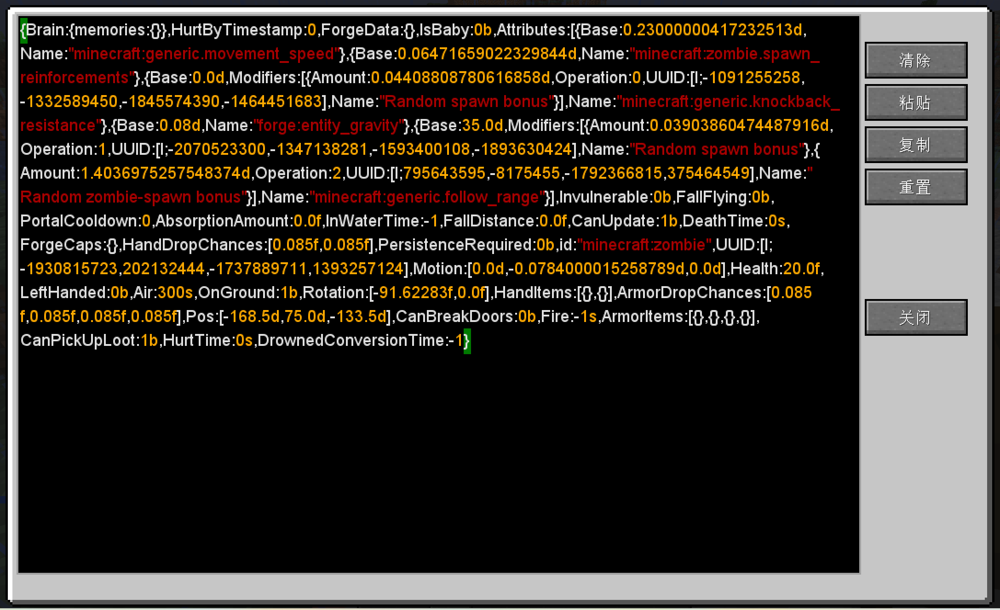 {Brain:{memories:{}},HurtByTimestamp:0,ForgeData:{},IsBaby:0b,Attributes:[{Base:0.23000000417232513d,
Name:"minecraft:generic.movement_speed"},{Base:0.06471659022329844d,Name:"minecraft:zombie.spawn_
reinforcements"},{Base:0.0d,Modifiers:[{Amount:0.04408808780616858d,Operation:0,UUID:[I;-1091255258,
-1332589450,-1845574390,-1464451683],Name:"Random spawn bonus"}],Name:"minecraft:generic.knockback_
resistance"},{Base:0.08d,Name:"forge:entity_gravity"},{Base:35.0d,Modifiers:[{Amount:0.03903860474487916d,
Operation:1,UUID:[I;-2070523300,-1347138281,-1593400108,-1893630424],Name:"Random spawn bonus"},{
Amount:1.4036975257548374d,Operation:2,UUID:[I;795643595,-8175455,-1792366815,375464549],Name:"
Random zombie-spawn bonus"}],Name:"minecraft:generic.follow_range"}],Invulnerable:0b,FallFlying:0b,
PortalCooldown:0,AbsorptionAmount:0.0f,InWaterTime:-1,FallDistance:0.0f,CanUpdate:1b,DeathTime:0s,
ForgeCaps:{},HandDropChances:[0.085f,0.085f],PersistenceRequired:0b,id:"minecraft:zombie",UUID:[I;
-1930815723,202132444,-1737889711,1393257124],Motion:[0.0d,-0.0784000015258789d,0.0d],Health:20.0f,
LeftHanded:0b,Air:300s,OnGround:1b,Rotation:[-91.62283f,0.0f],HandItems:[{},{}],ArmorDropChances:[0.085
f,0.085f,0.085f,0.085f],Pos:[-168.5d,75.0d,-133.5d],CanBreakDoors:0b,Fire:-1s,ArmorItems:[{},{},{},{}],
CanPickUpLoot:1b,HurtTime:0s,DrownedConversionTime:-1}
清除
粘贴
复制
重置
关闭